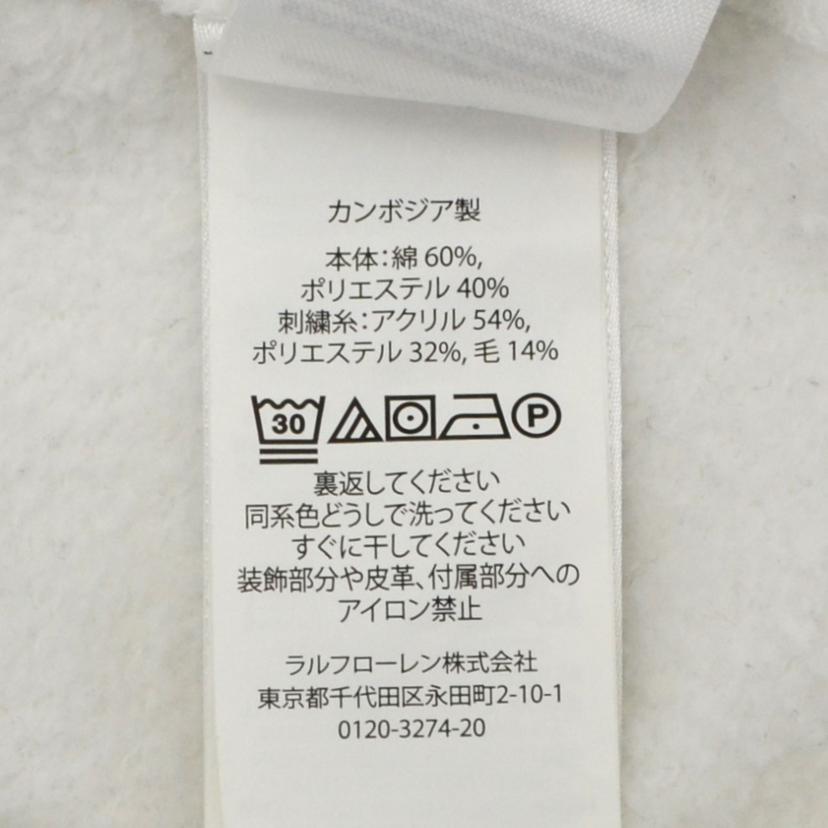 カンボジア製
本体:綿 60%,
ポリエステル 40%
刺繍糸:アクリル 54%,
ポリエステル 32%, 毛 14%
30 P
裏返してください
同系色どうしで洗ってください
すぐに干してください
装飾部分や皮革、付属部分への
アイロン禁止
ラルフローレン株式会社
東京都千代田区永田町2-10-1
0120-3274-20